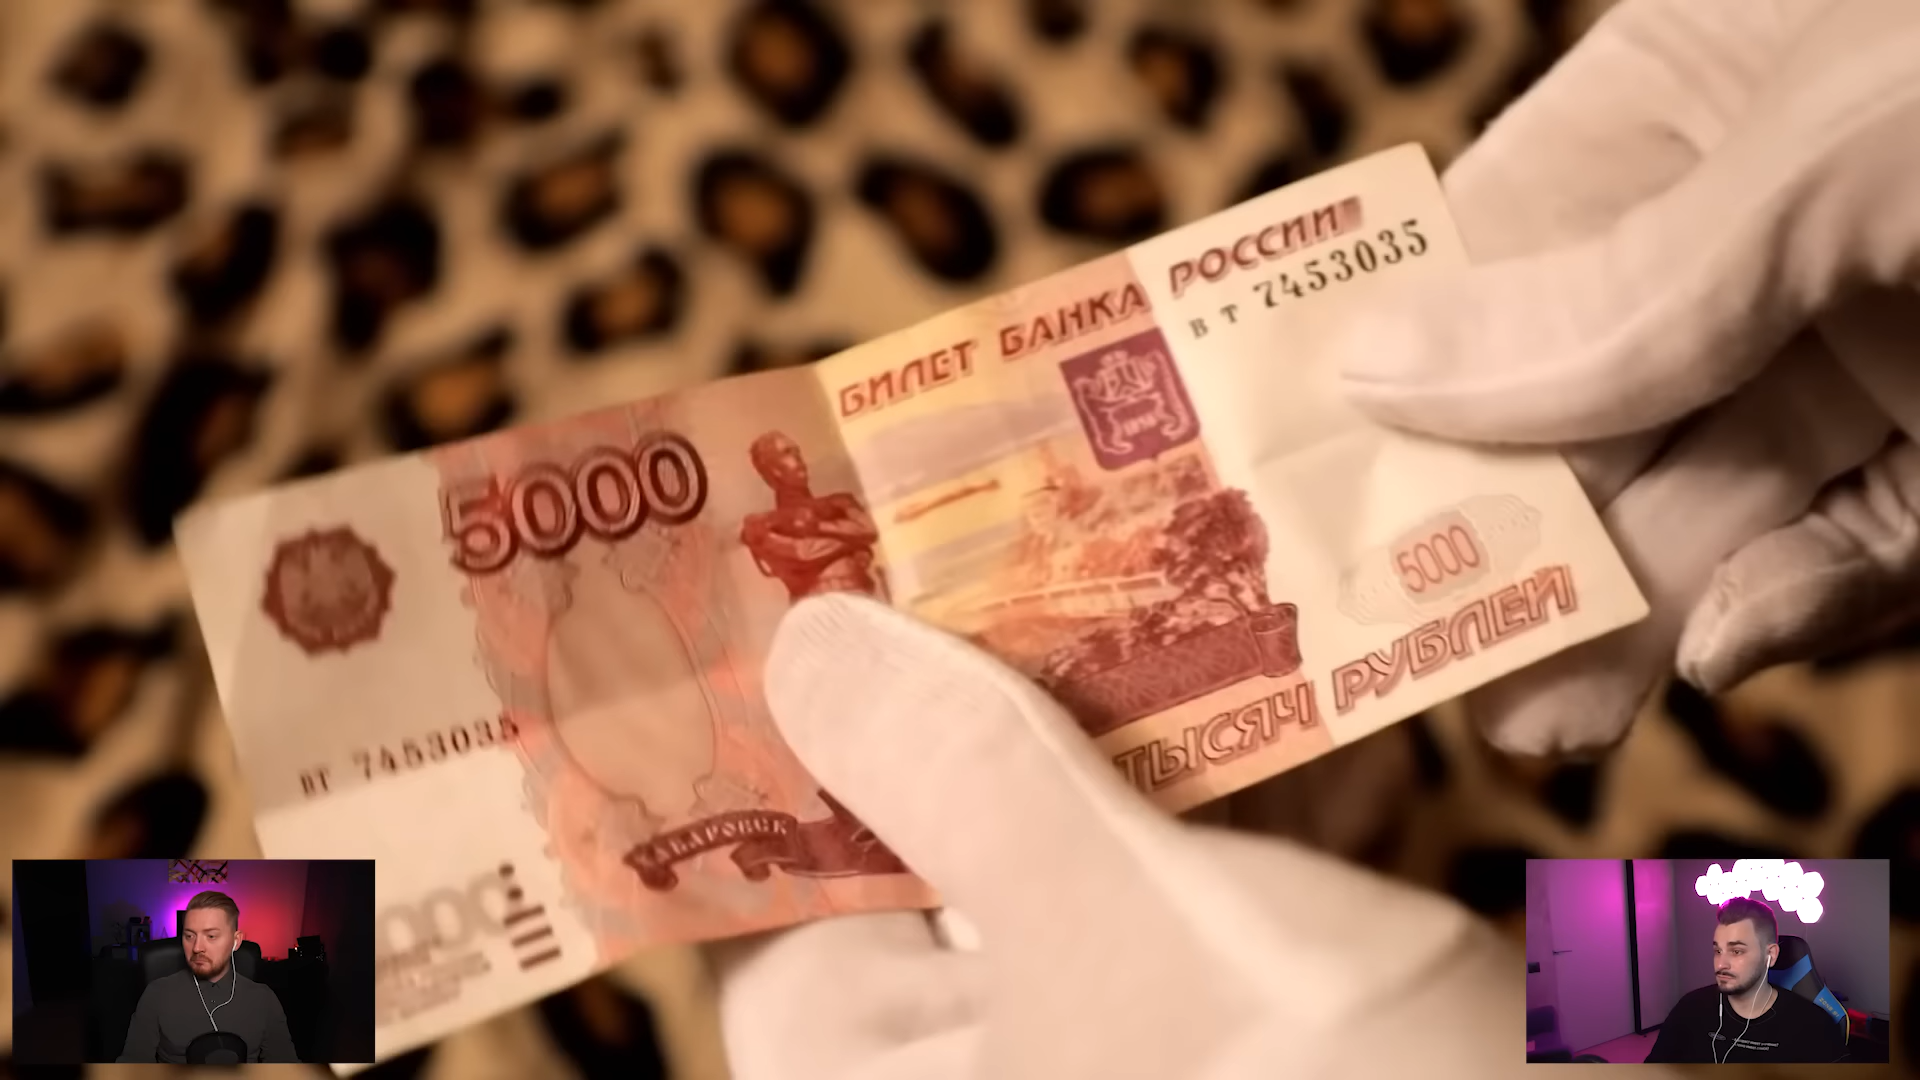 БИЛЕТ БАНКА РОССИИ
вт 7453035
5000
5000
ТЫСЯЧ РУБЛЕЙ
вт 7453035
ХАБАРОВСК